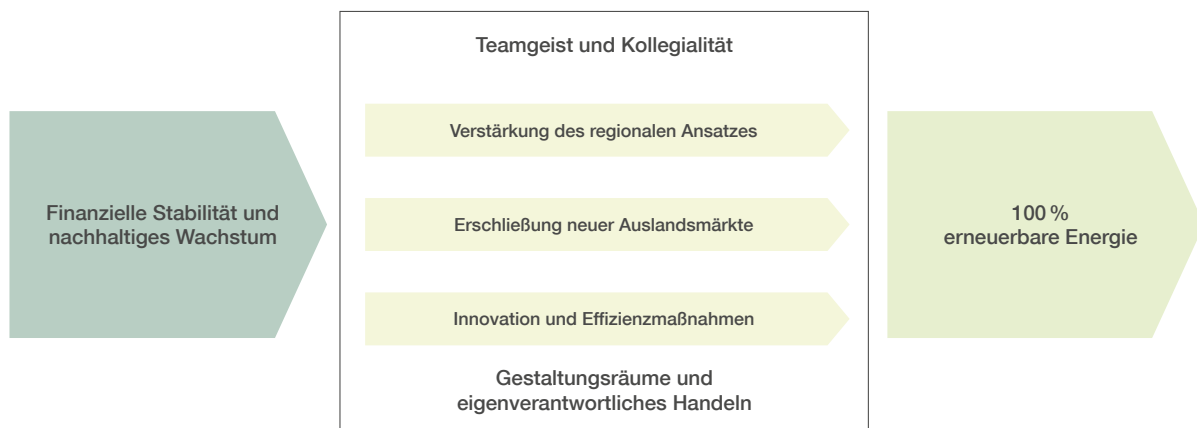 Teamgeist und Kollegialität
Verstärkung des regionalen Ansatzes
Finanzielle Stabilität und
nachhaltiges Wachstum
Erschließung neuer Auslandsmärkte
100 %
erneuerbare Energie
Innovation und Effizienzmaßnahmen
Gestaltungsräume und
eigenverantwortliches Handeln